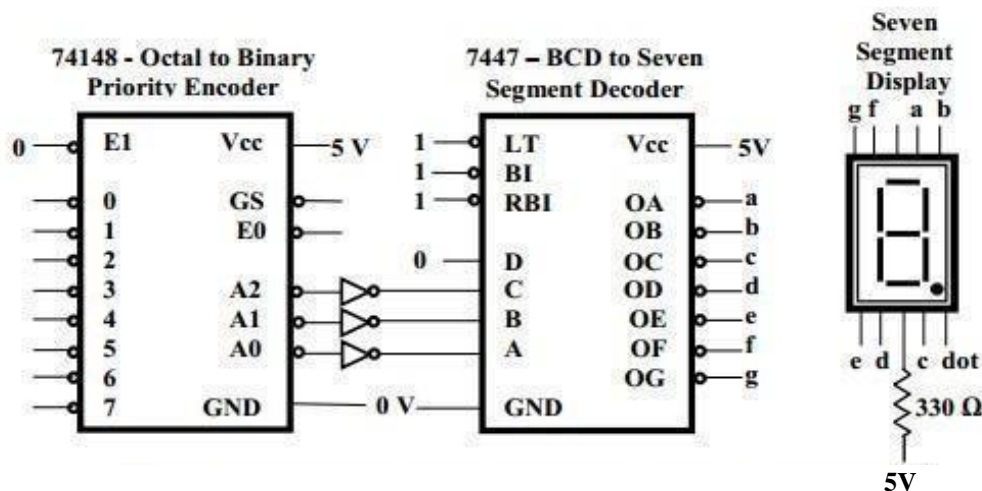 74148 - Octal to Binary
Priority Encoder
7447 – BCD to Seven
Segment Decoder
Seven
Segment
Display
g f a b
0 E1 Vcc 5 V
0 GS
1 E0
2
3 A2
4 A1
5 A0
6
7 GND 0 V
1 LT Vcc 5V
1 BI
1 RBI OA a
OB b
0 D OC c
C OD d
B OE e
A OF f
OG g
GND
e d c dot
330 Ω
5V